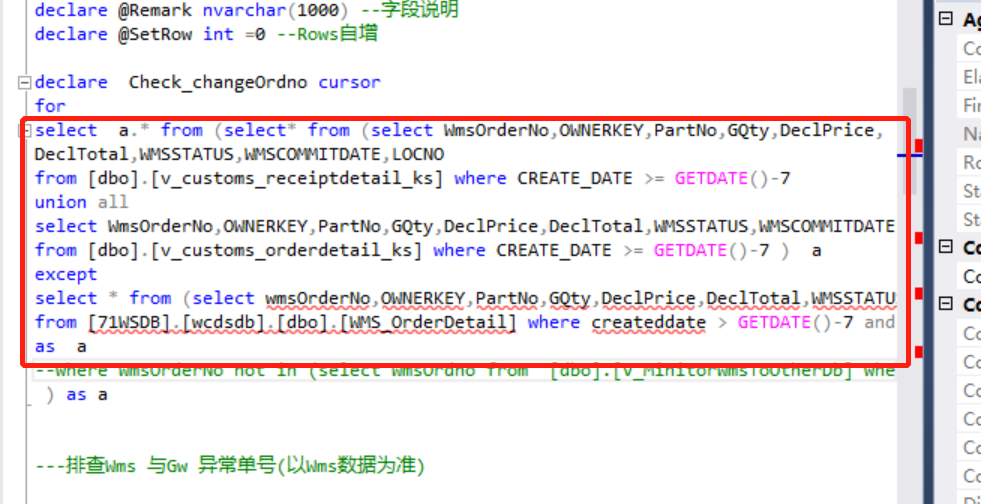 declare @Remark nvarchar(1000) --字段说明
declare @SetRow int =0 --Rows自增
declare  Check_changeOrdno cursor
for
select  a.* from (select* from (select WmsOrderNo,OWNERKEY,PartNo,GQty,DeclPrice,
DeclTotal,WMSSTATUS,WMSCOMMITDATE,LOCNO
from [dbo].[v_customs_receiptdetail_ks] where CREATE_DATE >= GETDATE()-7
union all
select WmsOrderNo,OWNERKEY,PartNo,GQty,DeclPrice,DeclTotal,WMSSTATUS,WMSCOMMITDATE
from [dbo].[v_customs_orderdetail_ks] where CREATE_DATE >= GETDATE()-7 )  a
except
select * from (select wmsOrderNo,OWNERKEY,PartNo,GQty,DeclPrice,DeclTotal,WMSSTATU
from [71WSDB].[wcdsdb].[dbo].[WMS_OrderDetail] where createddate > GETDATE()-7 and
as  a
--where WmsOrderNo not in (select WmsOrdno from  [dbo].[v_MinitorWmsToOtherDb] whe
) as a
---排查Wms 与Gw 异常单号(以Wms数据为准)
Ag
Co
Ela
Fin
Na
Ro
Sta
Sta
Co
Co
Co
Co
Co
Co
Co
Co
Co